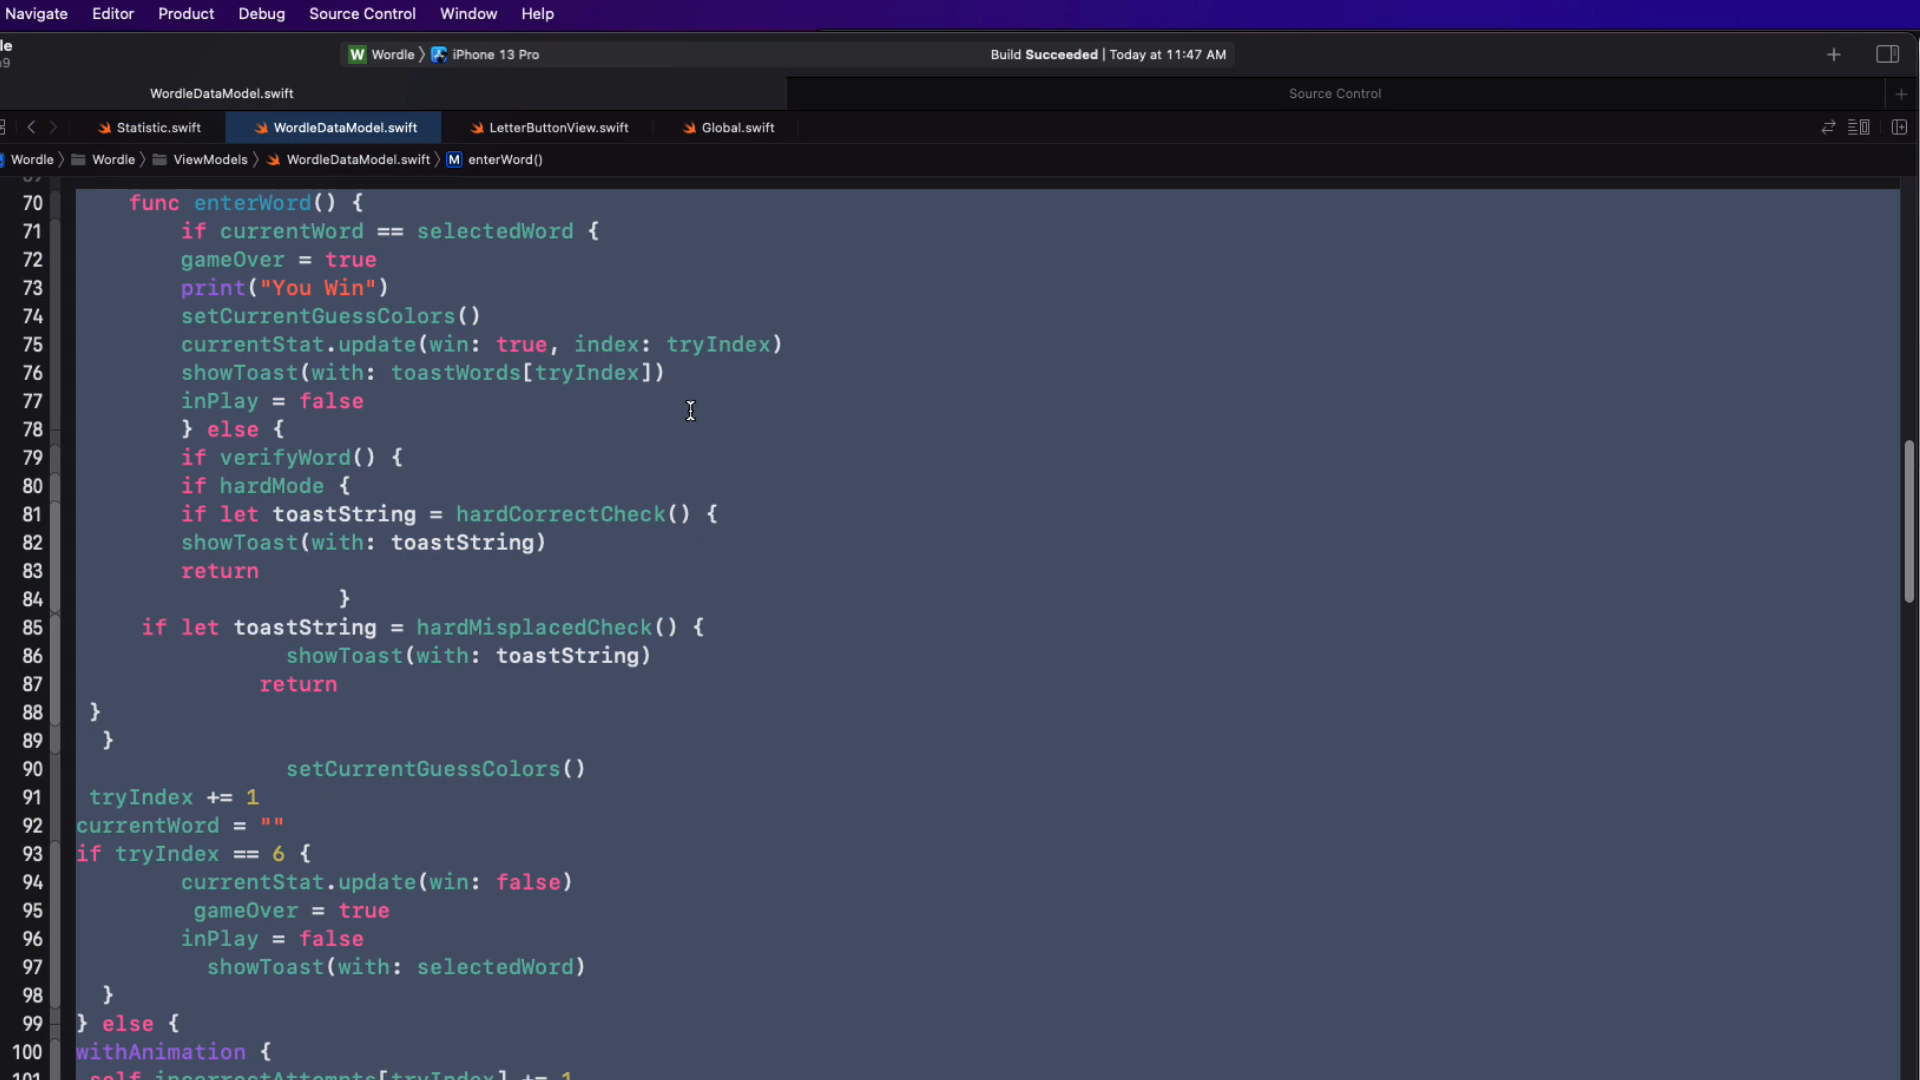 Navigate Editor Product Debug Source Control Window Help
le
W Wordle 〉 iPhone 13 Pro Build Succeeded | Today at 11:47 AM
WordleDataModel.swift Source Control
Statistic.swift WordleDataModel.swift LetterButtonView.swift Global.swift
Wordle 〉 Wordle 〉 ViewModels 〉 WordleDataModel.swift 〉 M enterWord()
70 func enterWord() {
71 if currentWord == selectedWord {
72 gameOver = true
73 print("You Win")
74 setCurrentGuessColors()
75 currentStat.update(win: true, index: tryIndex)
76 showToast(with: toastWords[tryIndex])
77 inPlay = false
78 } else {
79 if verifyWord() {
80 if hardMode {
81 if let toastString = hardCorrectCheck() {
82 showToast(with: toastString)
83 return
84 }
85 if let toastString = hardMisplacedCheck() {
86 showToast(with: toastString)
87 return
88 }
89 }
90 setCurrentGuessColors()
91 tryIndex += 1
92 currentWord = ""
93 if tryIndex == 6 {
94 currentStat.update(win: false)
95 gameOver = true
96 inPlay = false
97 showToast(with: selectedWord)
98 }
99 } else {
100 withAnimation {
101 self.incorrectAttempts[tryIndex] += 1